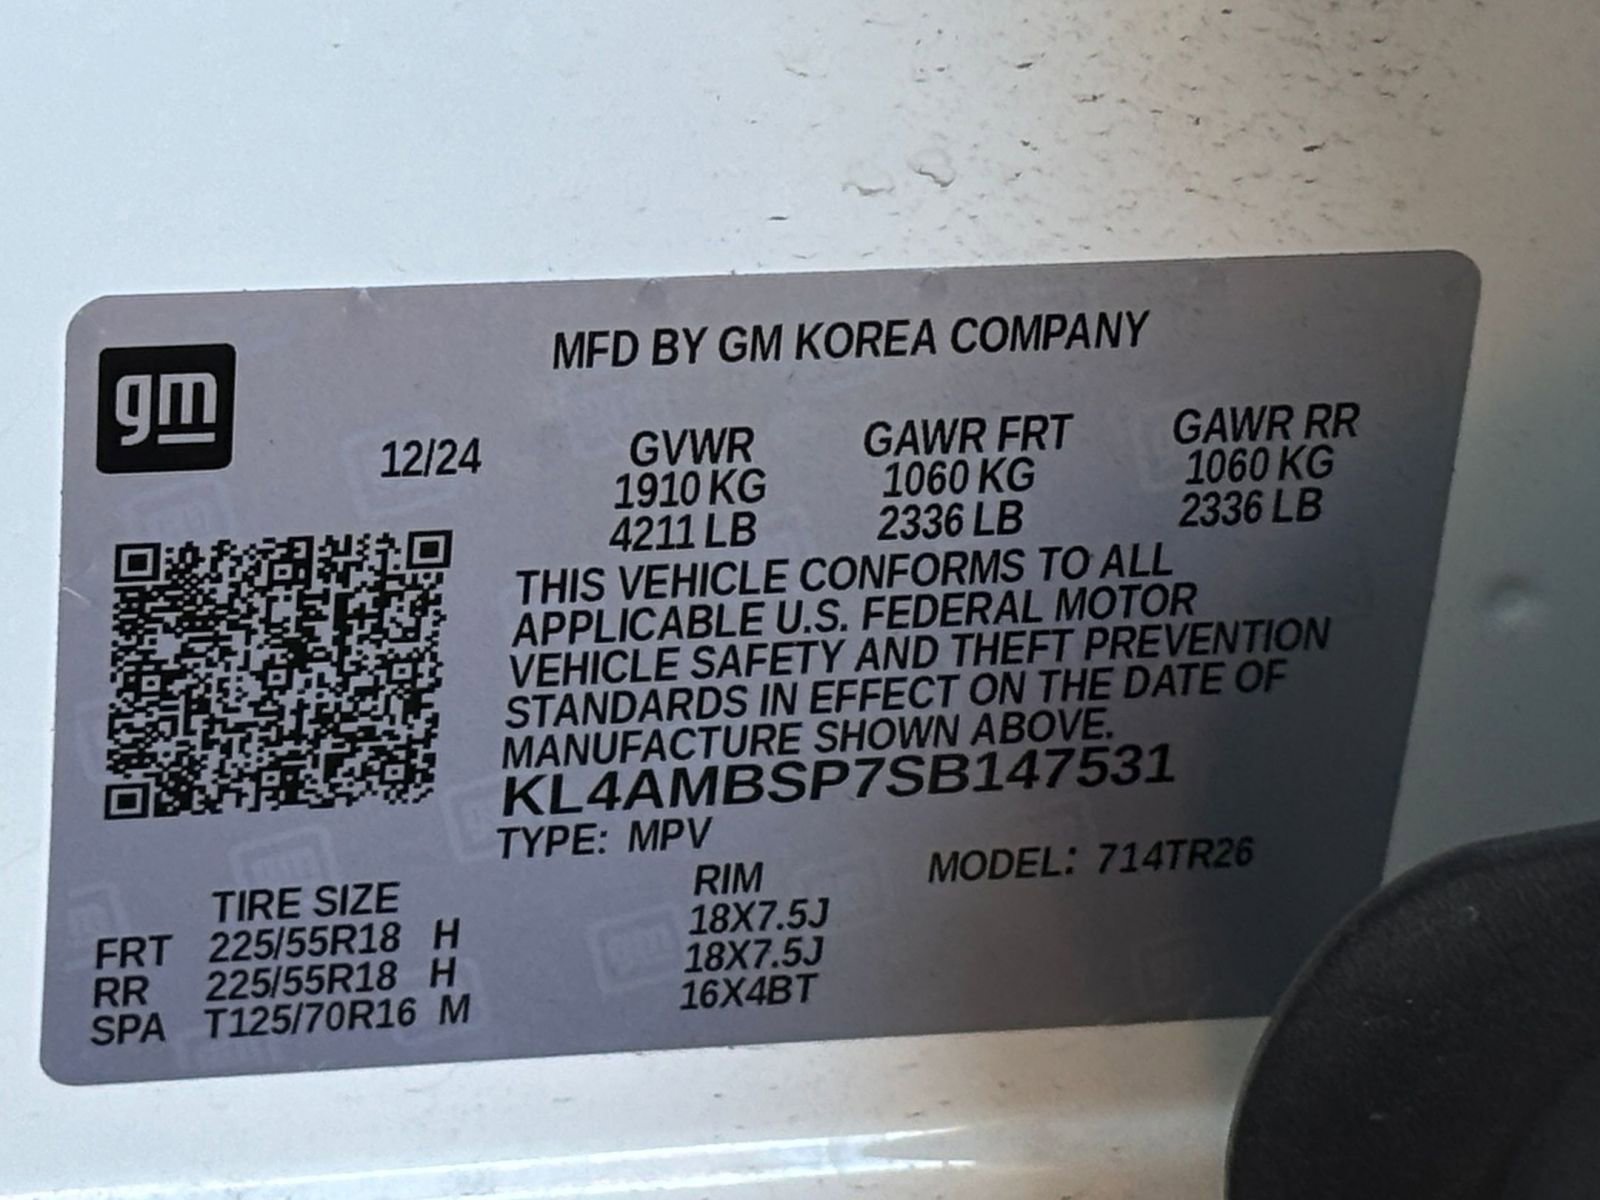 gm
MFD BY GM KOREA COMPANY
12/24 GVWR GAWR FRT GAWR RR
1910 KG 1060 KG 1060 KG
4211 LB 2336 LB 2336 LB
THIS VEHICLE CONFORMS TO ALL
APPLICABLE U.S. FEDERAL MOTOR
VEHICLE SAFETY AND THEFT PREVENTION
STANDARDS IN EFFECT ON THE DATE OF
MANUFACTURE SHOWN ABOVE.
KL4AMBSP7SB147531
TYPE: MPV MODEL: 714TR26
TIRE SIZE RIM
FRT 225/55R18 H 18X7.5J
RR 225/55R18 H 18X7.5J
SPA T125/70R16 M 16X4BT